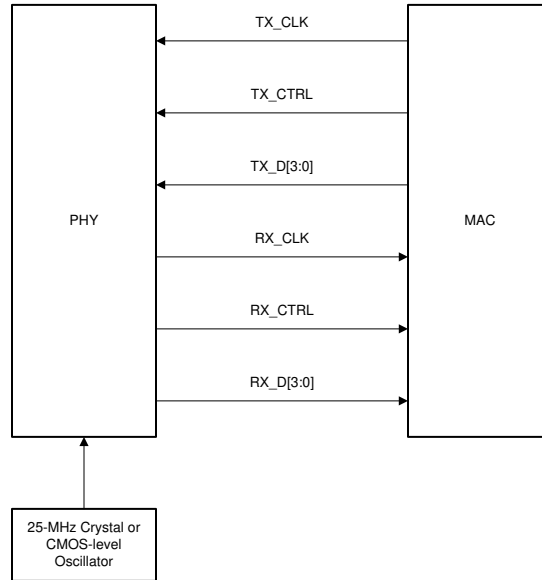 TX_CLK
TX_CTRL
TX_D[3:0]
PHY
MAC
RX_CLK
RX_CTRL
RX_D[3:0]
25-MHz Crystal or
CMOS-level
Oscillator